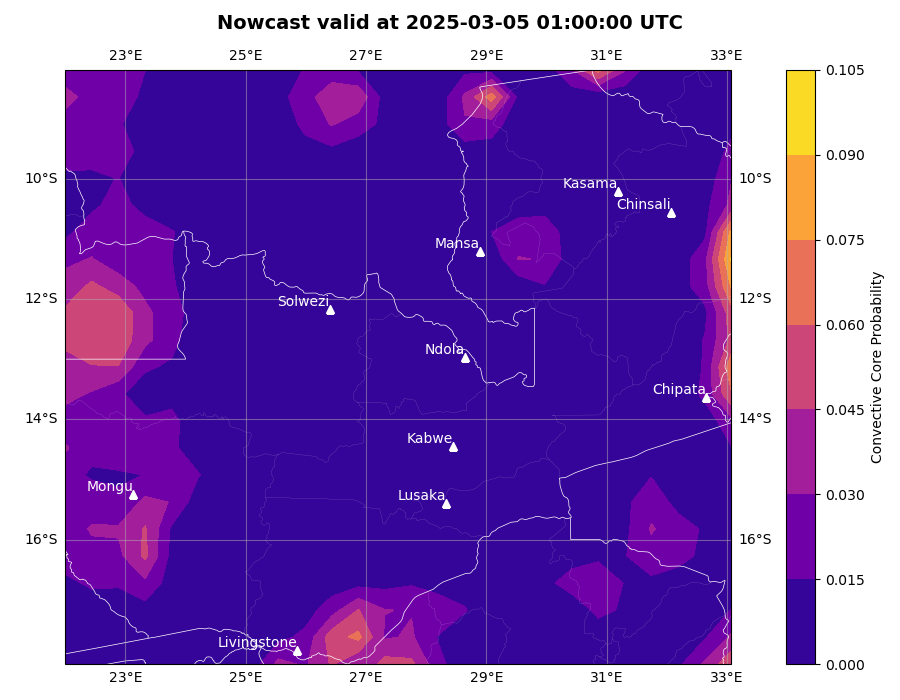 Nowcast valid at 2025-03-05 01:00:00 UTC
23°E 25°E 27°E 29°E 31°E 33°E
0.105
0.090
10°S 10°S
Kasama
Chinsali
0.075
Mansa
12°S 12°S
Solwezi
0.060
Ndola
Chipata
0.045
14°S 14°S
Kabwe
Mongu
Lusaka
0.030
16°S 16°S
0.015
Livingstone
0.000
23°E 25°E 27°E 29°E 31°E 33°E
Convective Core Probability